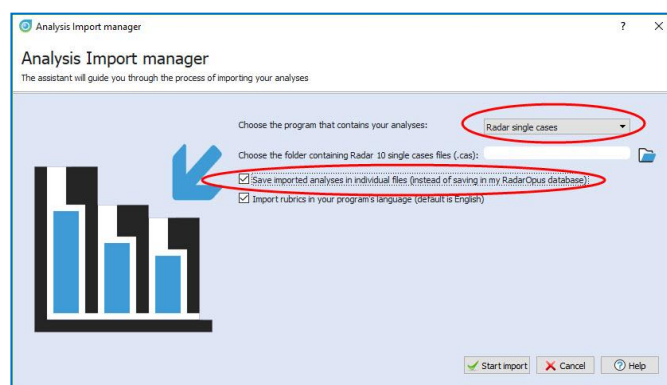 Analysis Import manager
?
Analysis Import manager
The assistant will guide you through the process of importing your analyses
Choose the program that contains your analyses: Radar single cases
Choose the folder containing Radar 10 single cases files (.cas):
Save imported analyses in individual files (instead of saving in my RadarOpus database)
Import rubrics in your program's language (default is English)
Start import Cancel Help